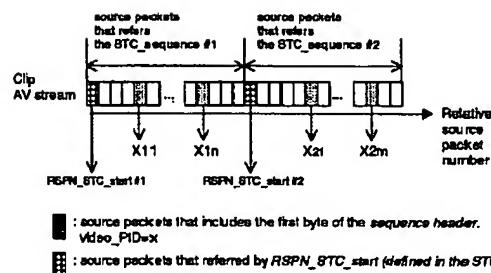 source packets that refers the STC_sequence #1
source packets that refers the STC_sequence #2
Clip AV stream
... ...
X11 X1n X21 X2m
Relative source packet number
RSPN_STC_start #1 RSPN_STC_start #2
: source packets that includes the first byte of the sequence header.
Video_PID=x
: source packets that referred by RSPN_STC_start (defined in the ST